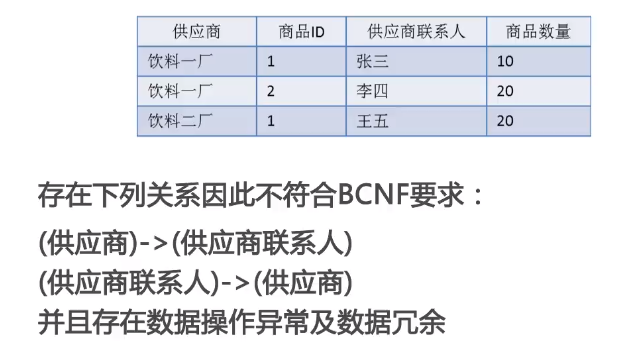 供应商 商品ID 供应商联系人 商品数量
饮料一厂 1 张三 10
饮料一厂 2 李四 20
饮料二厂 1 王五 20
存在下列关系因此不符合BCNF要求：
(供应商)->(供应商联系人)
(供应商联系人)->(供应商)
并且存在数据操作异常及数据冗余